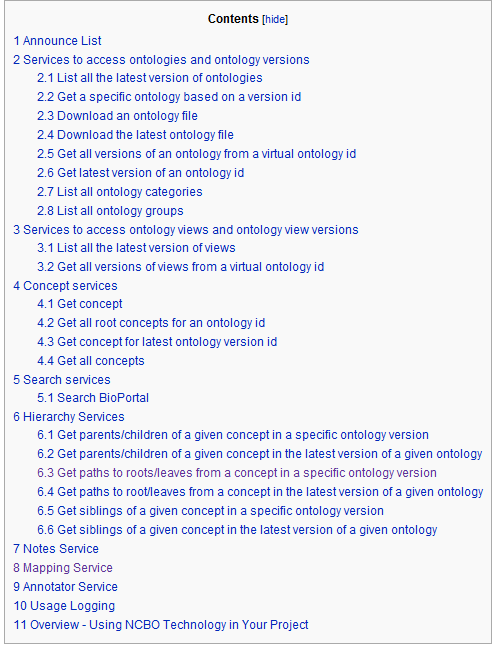 Contents [hide]
1 Announce List
2 Services to access ontologies and ontology versions
2.1 List all the latest version of ontologies
2.2 Get a specific ontology based on a version id
2.3 Download an ontology file
2.4 Download the latest ontology file
2.5 Get all versions of an ontology from a virtual ontology id
2.6 Get latest version of an ontology id
2.7 List all ontology categories
2.8 List all ontology groups
3 Services to access ontology views and ontology view versions
3.1 List all the latest version of views
3.2 Get all versions of views from a virtual ontology id
4 Concept services
4.1 Get concept
4.2 Get all root concepts for an ontology id
4.3 Get concept for latest ontology version id
4.4 Get all concepts
5 Search services
5.1 Search BioPortal
6 Hierarchy Services
6.1 Get parents/children of a given concept in a specific ontology version
6.2 Get parents/children of a given concept in the latest version of a given ontology
6.3 Get paths to roots/leaves from a concept in a specific ontology version
6.4 Get paths to root/leaves from a concept in the latest version of a given ontology
6.5 Get siblings of a given concept in a specific ontology version
6.6 Get siblings of a given concept in the latest version of a given ontology
7 Notes Service
8 Mapping Service
9 Annotator Service
10 Usage Logging
11 Overview - Using NCBO Technology in Your Project